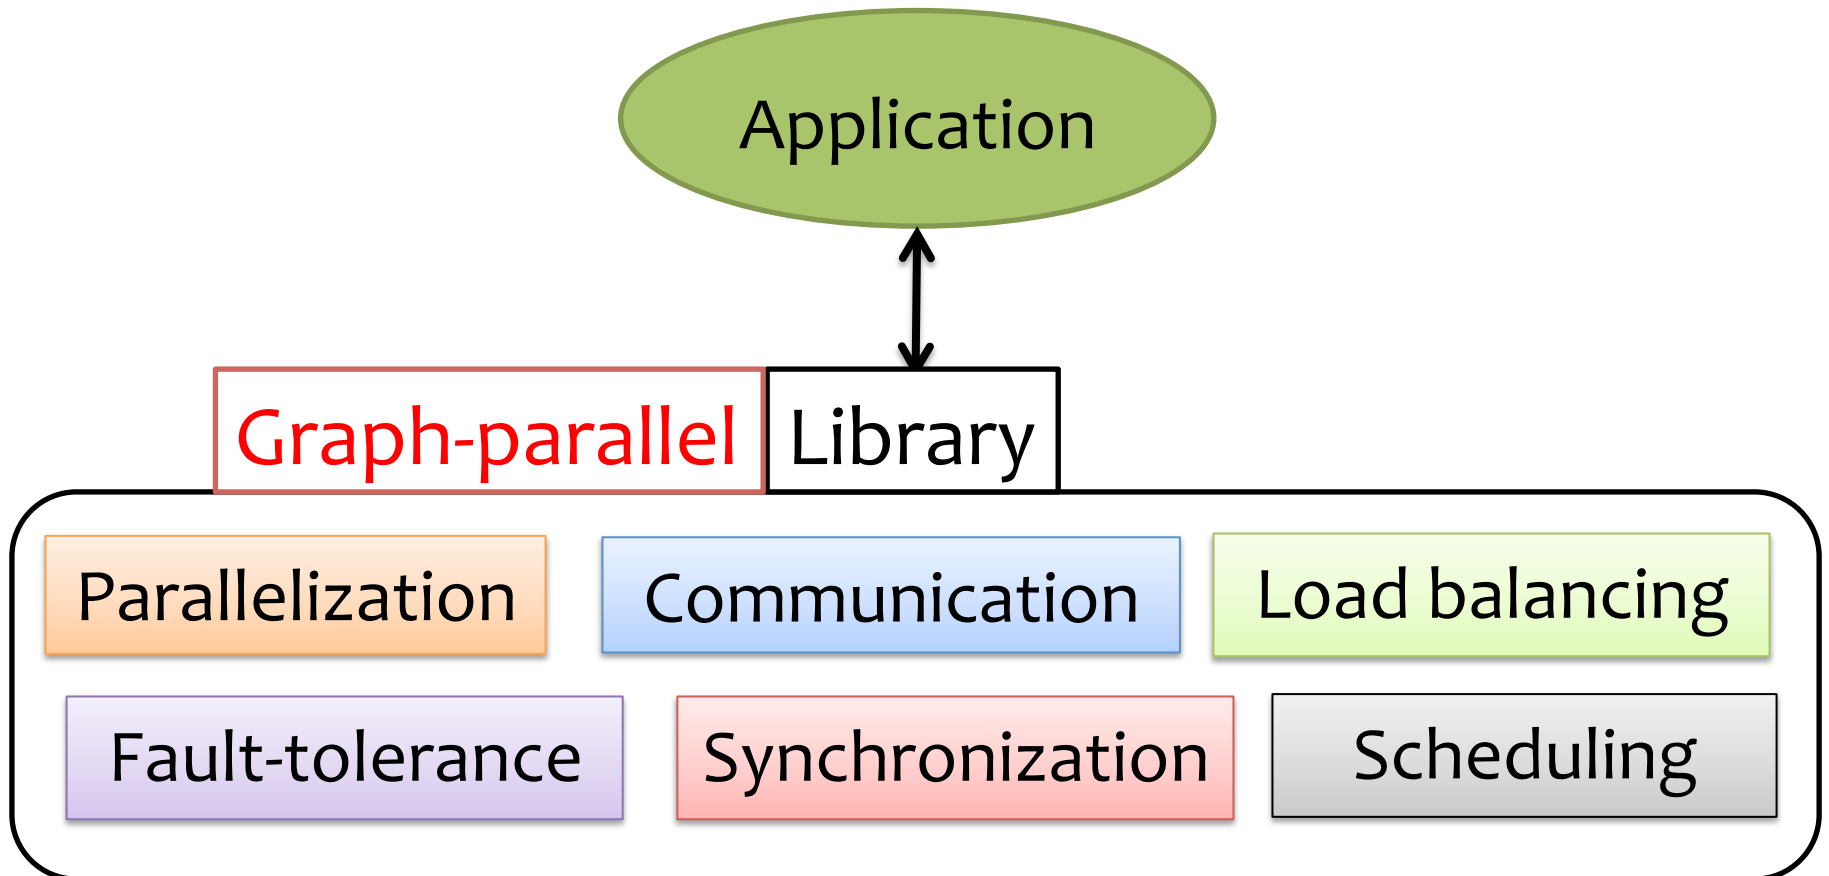 Application
Graph-parallel Library
Parallelization Communication Load balancing
Fault-tolerance Synchronization Scheduling